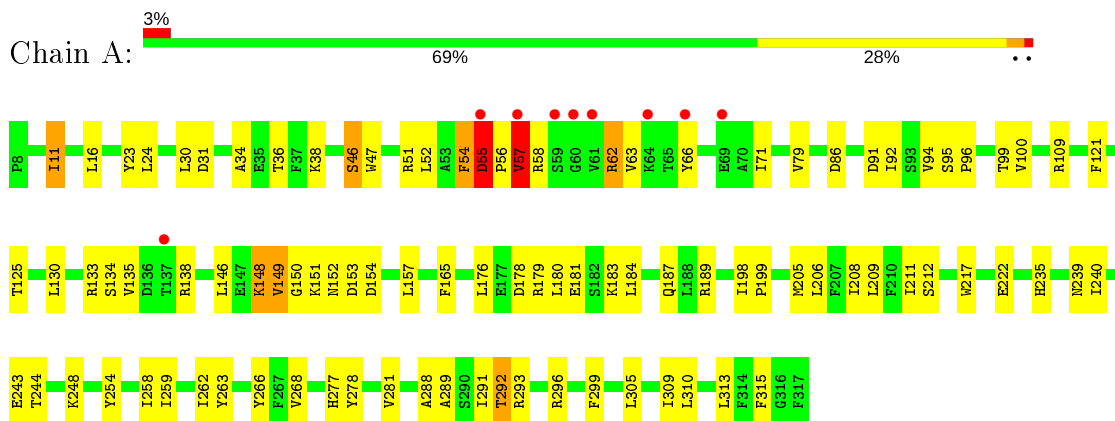 3%
Chain A:
69% 28% . .
P8 I11 L16 Y23 L24 L30 D31 A34 E35 T36 F37 K38 S46 W47 R51 L52 A53 F54 D55 P56 V57 R58 S59 G60 V61 R62 V63 K64 T65 Y66 E69 A70 I71 V79 D86 D91 I92 S93 V94 S95 P96 T99 V100 R109 F121
T125 L130 R133 S134 V135 D136 T137 R138 L146 E147 K148 V149 G150 K151 N152 D153 D154 L157 F165 L176 E177 D178 R179 L180 E181 S182 K183 L184 Q187 L188 R189 I198 P199 M205 L206 F207 I208 L209 F210 I211 S212 W217 E222 H235 N239 I240
E243 T244 K248 Y254 I258 I259 I262 Y263 Y266 F267 V268 H277 Y278 V281 A288 A289 S290 I291 T292 R293 R296 F299 L305 I309 L310 L313 F314 F315 G316 F317